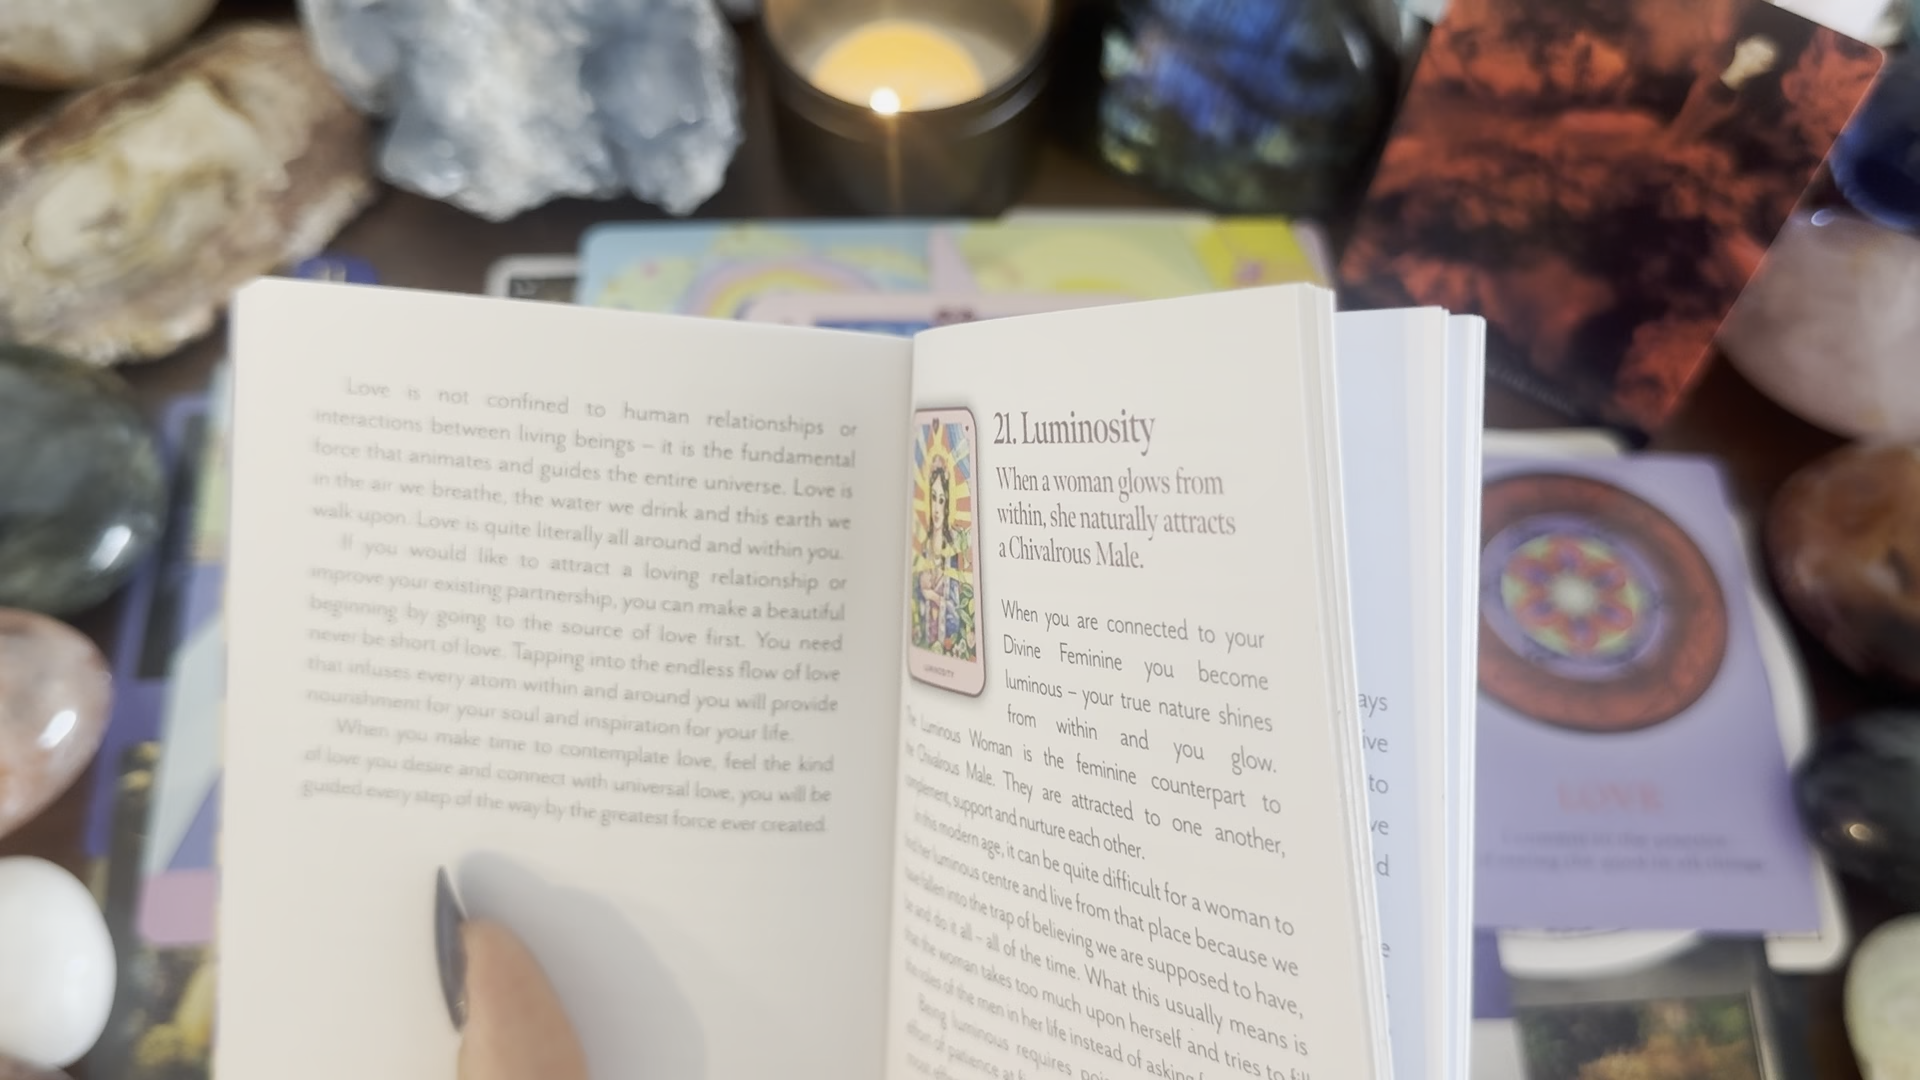 Love is not confined to human relationships or
interactions between living beings – it is the fundamental
force that animates and guides the entire universe. Love is
in the air we breathe, the water we drink and this earth we
walk upon. Love is quite literally all around and within you.
If you would like to attract a loving relationship or
improve your existing partnership, you can make a beautiful
beginning by going to the source of love first. You need
never be short of love. Tapping into the endless flow of love
that infuses every atom within and around you will provide
nourishment for your soul and inspiration for your life.
When you make time to contemplate love, feel the kind
of love you desire and connect with universal love, you will be
guided every step of the way by the greatest force ever created.
21. Luminosity
When a woman glows from
within, she naturally attracts
a Chivalrous Male.
LUMINOSITY
When you are connected to your
Divine Feminine you become
luminous – your true nature shines
from within and you glow.
The Luminous Woman is the feminine counterpart to
the Chivalrous Male. They are attracted to one another,
complement, support and nurture each other.
In this modern age, it can be quite difficult for a woman to
find her luminous centre and live from that place because we
have fallen into the trap of believing we are supposed to have,
be and do it all – all of the time. What this usually means is
that the woman takes too much upon herself and tries to fill
the roles of the men in her life instead of asking
Being luminous requires
effort of patience at
most
ays
ive
to
ve
d
e
LOVE